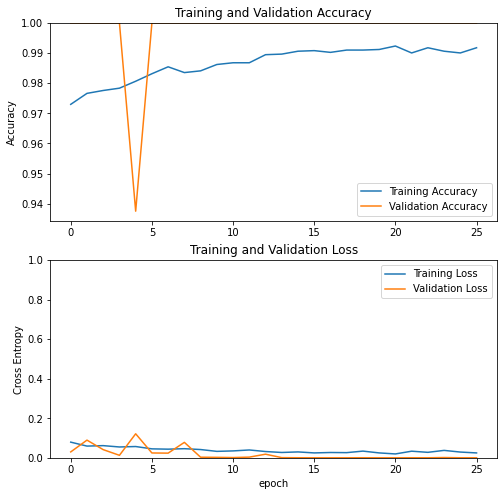 Training and Validation Accuracy
1.00
0.99
0.98
0.97
0.96
0.95
0.94
Accuracy
Training Accuracy
Validation Accuracy
0 5 10 15 20 25
Training and Validation Loss
1.0
0.8
0.6
0.4
0.2
0.0
Cross Entropy
Training Loss
Validation Loss
0 5 10 15 20 25
epoch